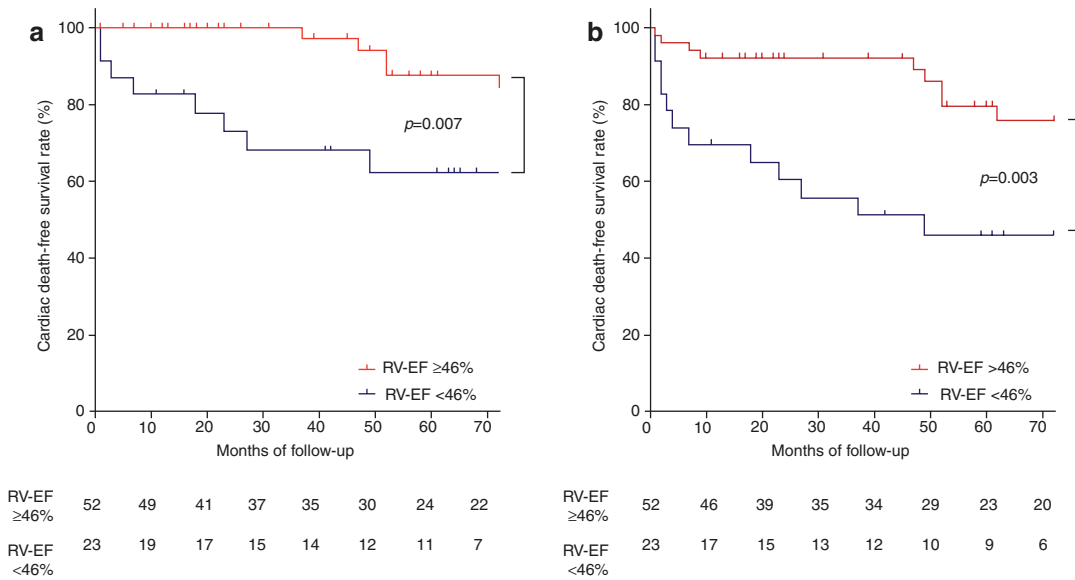 a
Cardiac death-free survival rate (%)
100
80
60
40
20
0
p=0.007
RV-EF ≥46%
RV-EF <46%
0 10 20 30 40 50 60 70
Months of follow-up
RV-EF
≥46%
52 49 41 37 35 30 24 22
RV-EF
<46%
23 19 17 15 14 12 11 7
b
Cardiac death-free survival rate (%)
100
80
60
40
20
0
p=0.003
RV-EF >46%
RV-EF <46%
0 10 20 30 40 50 60 70
Months of follow-up
RV-EF
≥46%
52 46 39 35 34 29 23 20
RV-EF
<46%
23 17 15 13 12 10 9 6